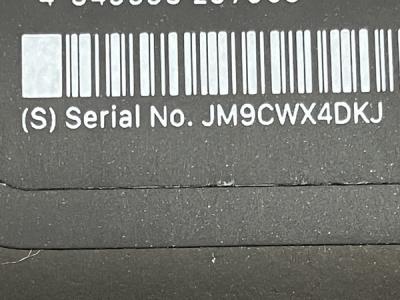 (S) Serial No. JM9CWX4DKJ